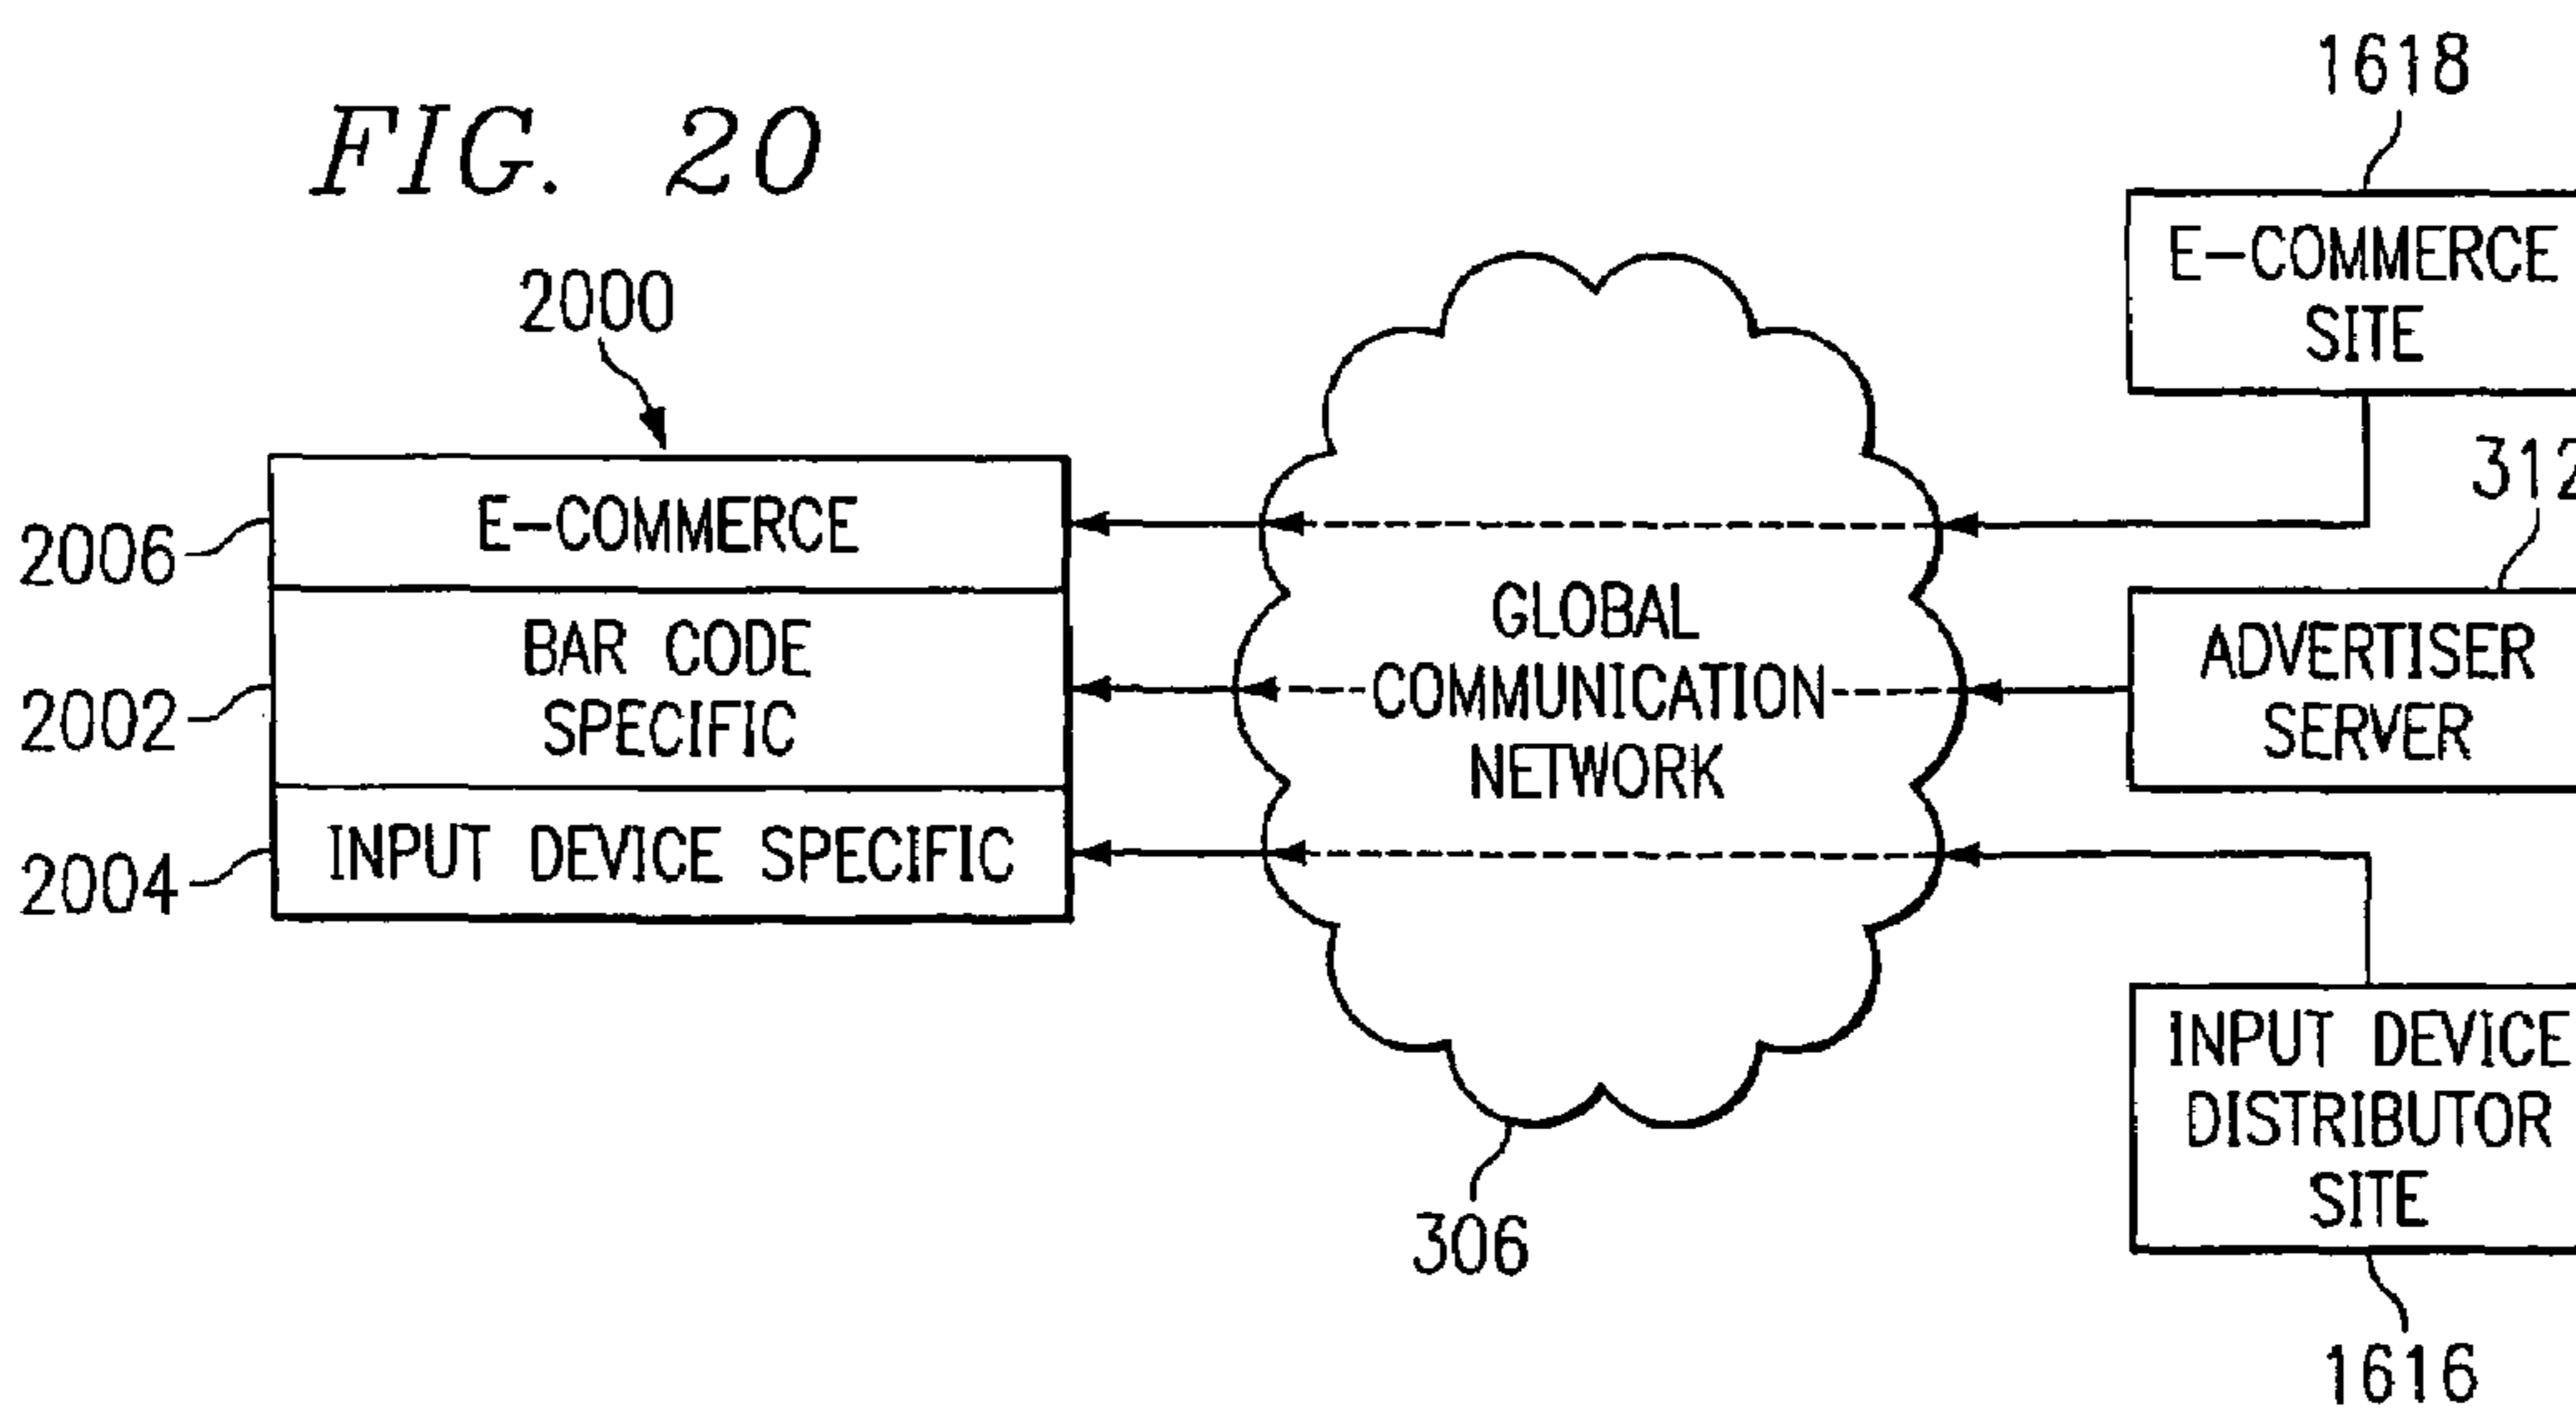 FIG. 20
1618
E-COMMERCE
SITE
2000
312
2006
E-COMMERCE
2002
BAR CODE
SPECIFIC
2004
INPUT DEVICE SPECIFIC
GLOBAL
COMMUNICATION
NETWORK
ADVERTISER
SERVER
INPUT DEVICE
DISTRIBUTOR
SITE
306
1616